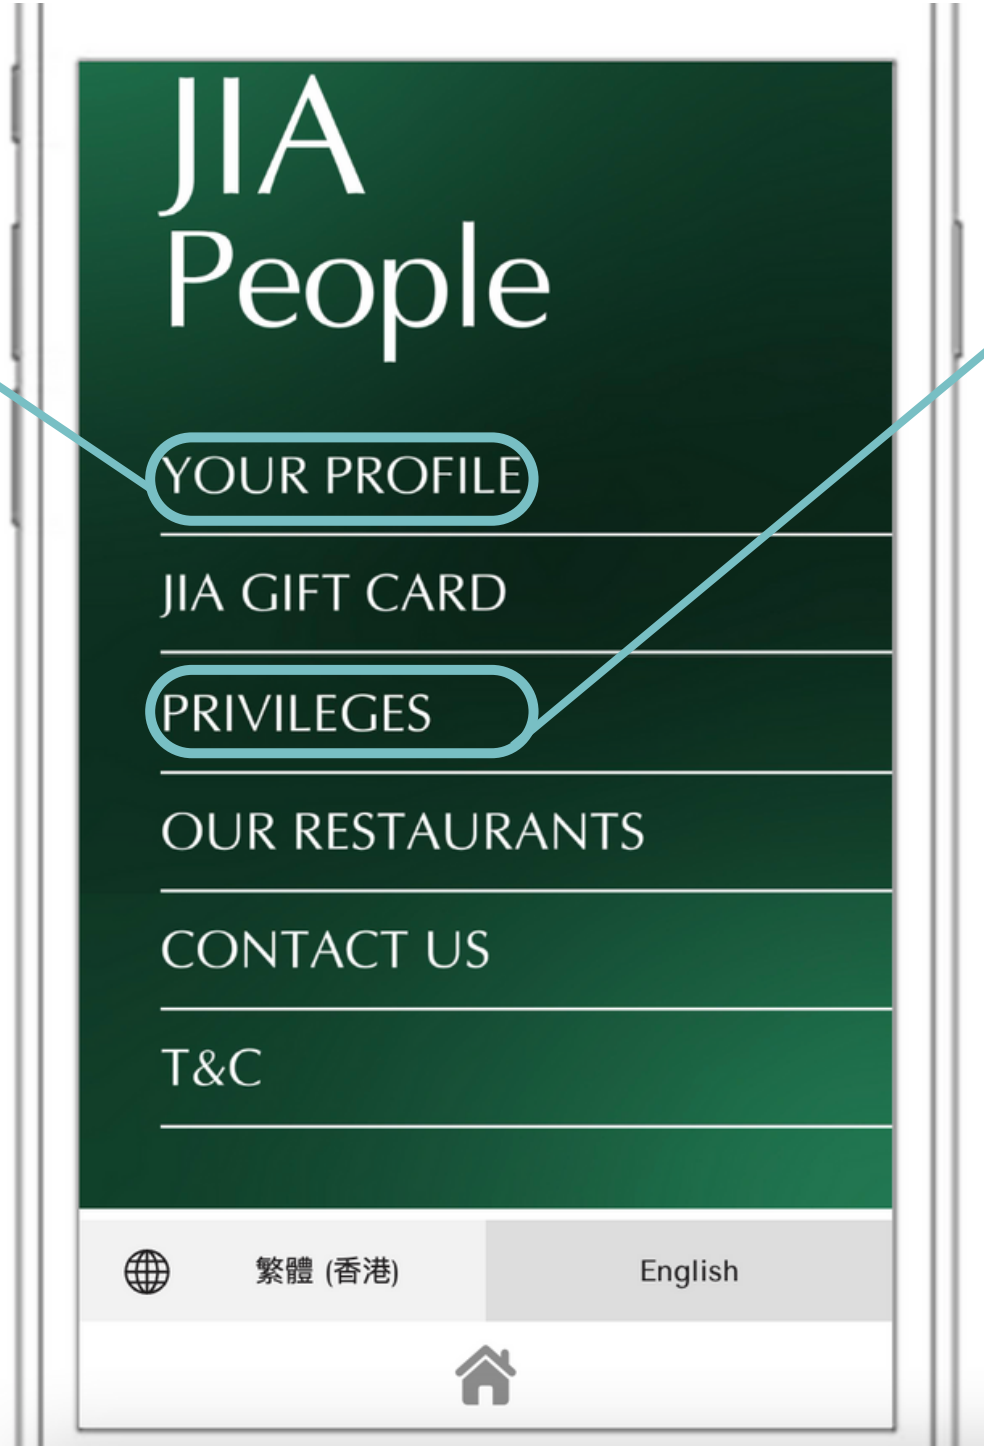 JIA
People
YOUR PROFILE
JIA GIFT CARD
PRIVILEGES
OUR RESTAURANTS
CONTACT US
T&C
繁體 (香港) English